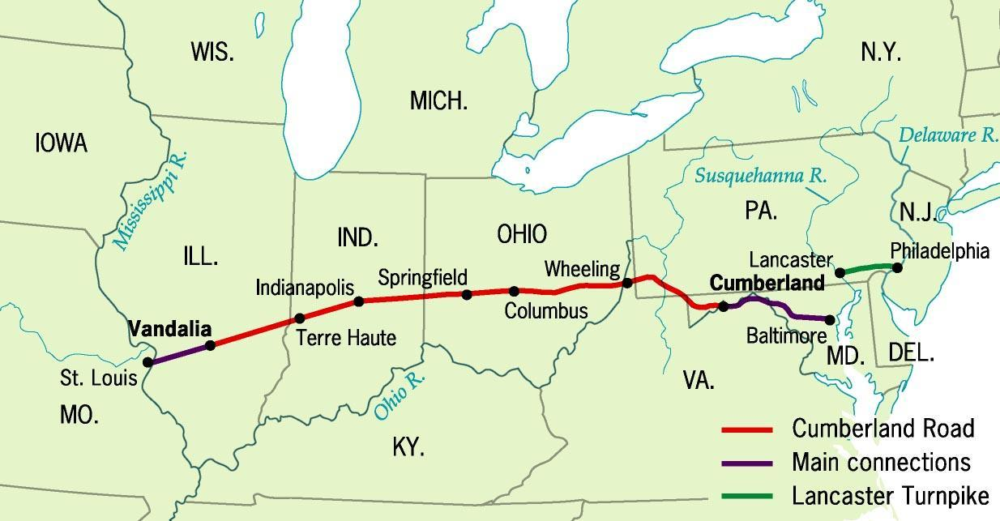 WIS.
N.Y.
MICH.
IOWA
Delaware R.
Mississippi R.
Susquehanna R.
PA.
N.J.
IND.
OHIO
ILL.
Philadelphia
Lancaster
Wheeling
Springfield
Cumberland
Indianapolis
Columbus
Vandalia
Terre Haute
Baltimore
MD.
DEL.
St. Louis
VA.
Ohio R.
MO.
KY.
Cumberland Road
Main connections
Lancaster Turnpike